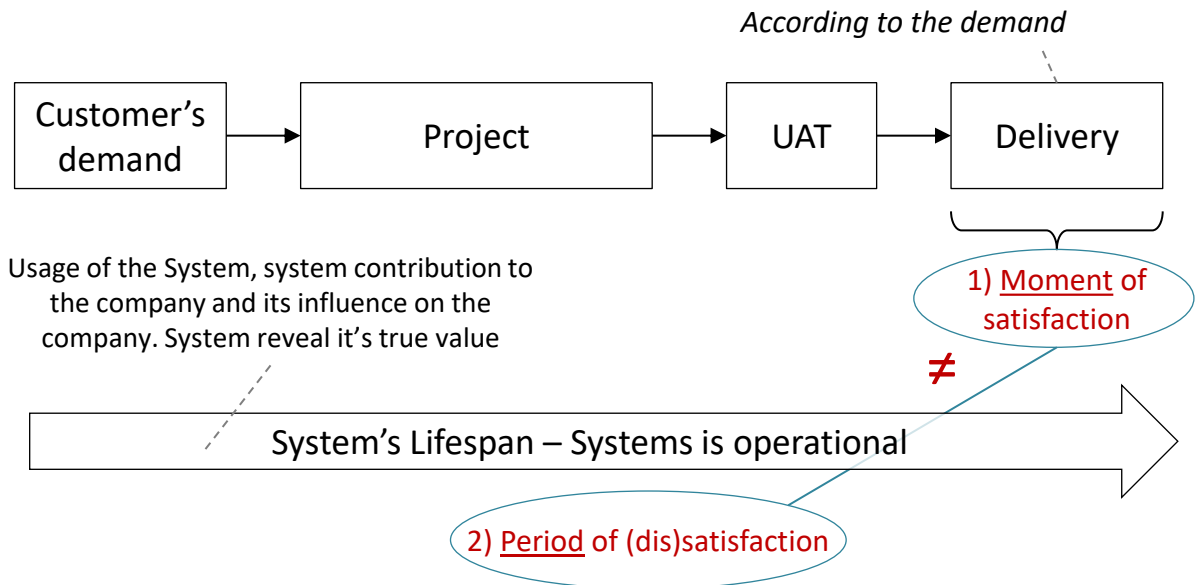 According to the demand
Customer's
demand
Project
UAT
Delivery
Usage of the System, system contribution to
the company and its influence on the
company. System reveal it's true value
1) Moment of
satisfaction
≠
System's Lifespan – Systems is operational
2) Period of (dis)satisfaction